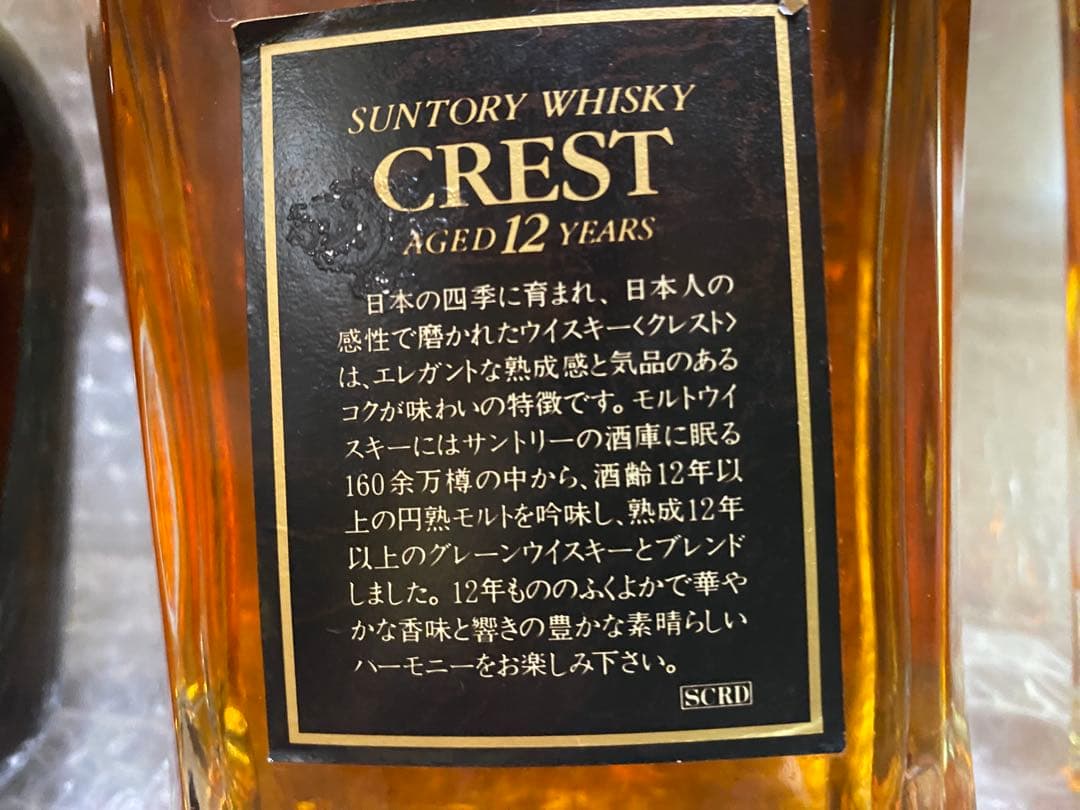 SUNTORY WHISKY
CREST
AGED 12 YEARS
日本の四季に育まれ、日本人の
感性で磨かれたウイスキー〈クレスト〉
は、エレガントな熟成感と気品のある
コクが味わいの特徴です。モルトウイ
スキーにはサントリーの酒庫に眠る
160余万樽の中から、酒齢12年以
上の円熟モルトを吟味し、熟成12年
以上のグレーンウイスキーとブレンド
しました。12年もののふくよかで華や
かな香味と響きの豊かな素晴らしい
ハーモニーをお楽しみ下さい。
SCRD